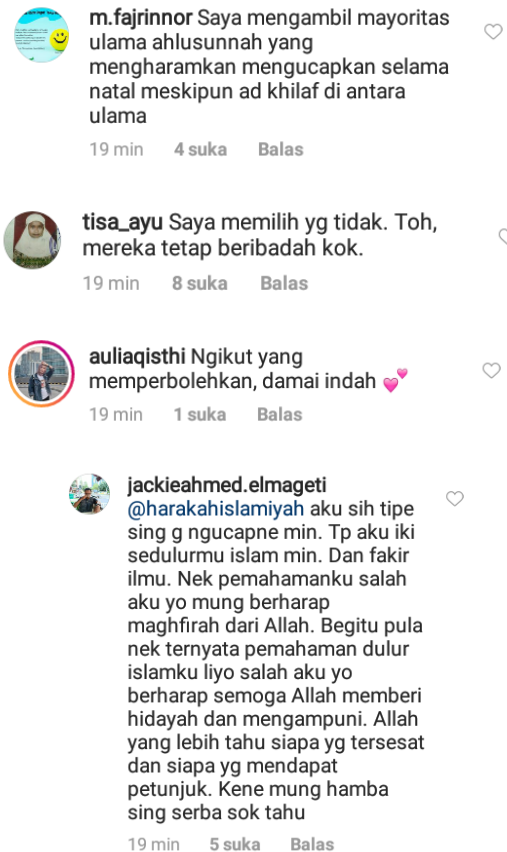 m.fajrinnor Saya mengambil mayoritas
ulama ahlusunnah yang
mengharamkan mengucapkan selama
natal meskipun ad khilaf di antara
ulama
19 min 4 suka Balas
tisa_ayu Saya memilih yg tidak. Toh,
mereka tetap beribadah kok.
19 min 8 suka Balas
auliaqisthi Ngikut yang
memperbolehkan, damai indah 💕
19 min 1 suka Balas
jackieahmed.elmageti
@harakahislamiyah aku sih tipe
sing g ngucapne min. Tp aku iki
sedulurmu islam min. Dan fakir
ilmu. Nek pemahamanku salah
aku yo mung berharap
maghfirah dari Allah. Begitu pula
nek ternyata pemahaman dulur
islamku liyo salah aku yo
berharap semoga Allah memberi
hidayah dan mengampuni. Allah
yang lebih tahu siapa yg tersesat
dan siapa yg mendapat
petunjuk. Kene mung hamba
sing serba sok tahu
19 min 5 suka Balas